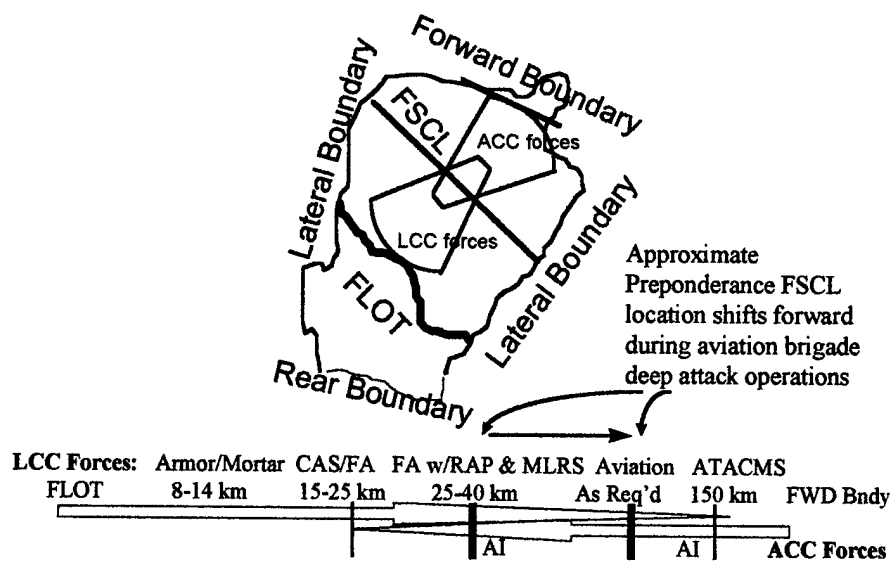 Forward Boundary
FSCL
ACC forces
Lateral Boundary
LCC forces
FLOT
Lateral Boundary
Rear Boundary
Approximate
Preponderance FSCL
location shifts forward
during aviation brigade
deep attack operations
LCC Forces: Armor/Mortar CAS/FA FA w/RAP & MLRS Aviation ATACMS
FLOT 8-14 km 15-25 km 25-40 km As Req'd 150 km FWD Bndy
AI AI ACC Forces